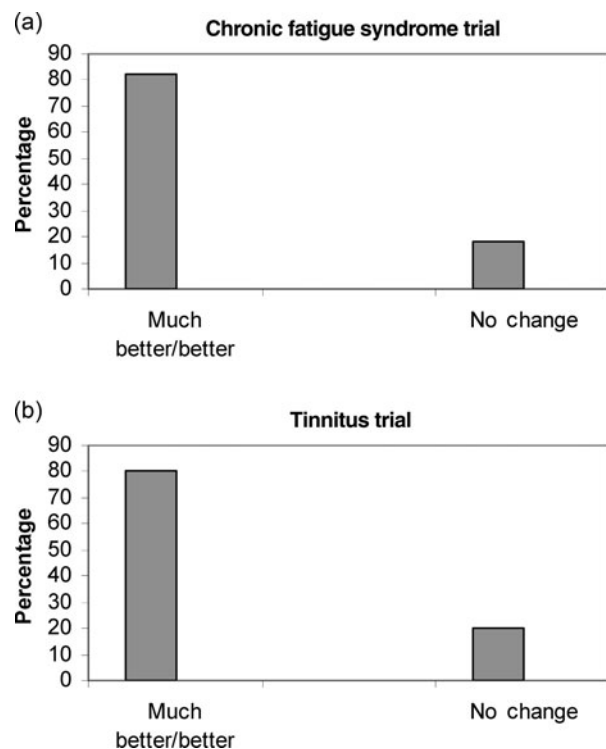 (a)
Chronic fatigue syndrome trial
Percentage
90
80
70
60
50
40
30
20
10
0
Much
better/better
No change
(b)
Tinnitus trial
Percentage
90
80
70
60
50
40
30
20
10
0
Much
better/better
No change